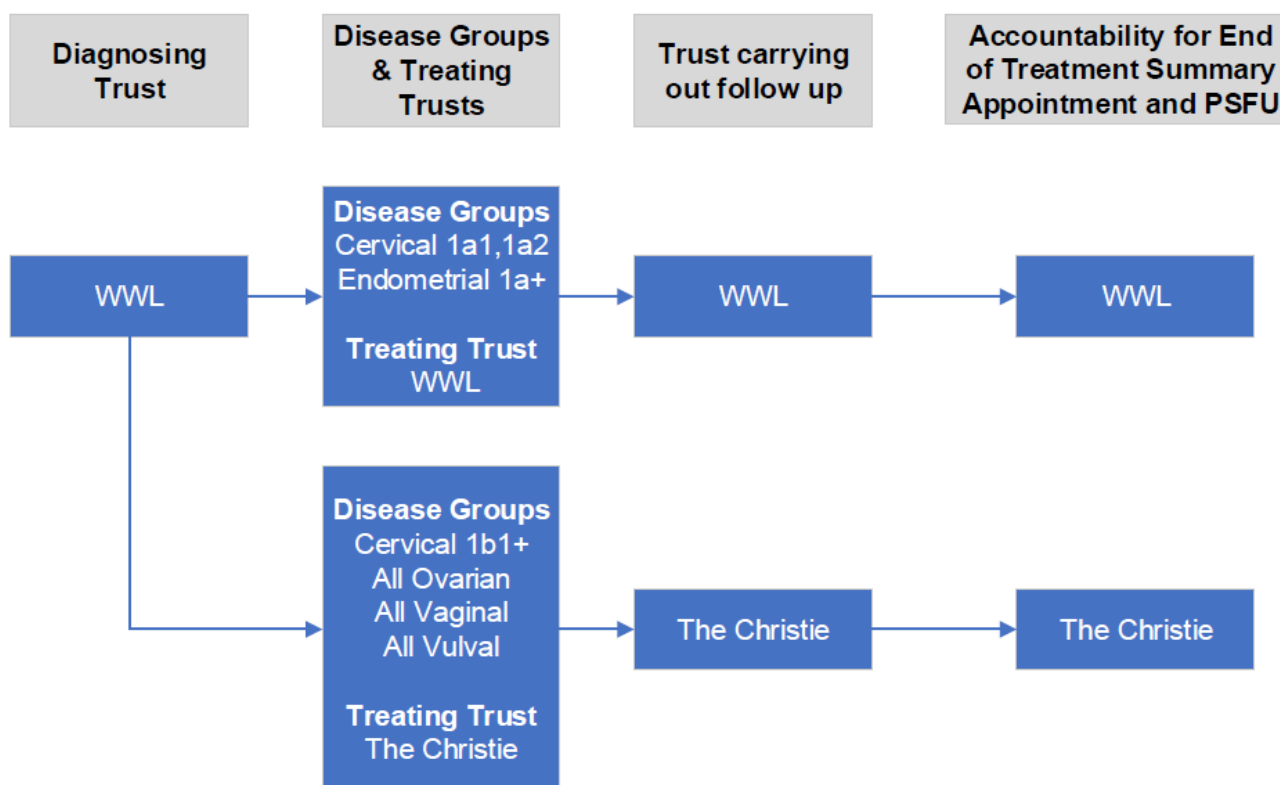 Diagnosing
Trust
Disease Groups
& Treating
Trusts
Trust carrying
out follow up
Accountability for End
of Treatment Summary
Appointment and PSFU
WWL
Disease Groups
Cervical 1a1,1a2
Endometrial 1a+
Treating Trust
WWL
WWL
WWL
Disease Groups
Cervical 1b1+
All Ovarian
All Vaginal
All Vulval
Treating Trust
The Christie
The Christie
The Christie